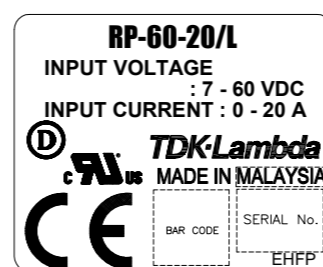 RP-60-20/L
INPUT VOLTAGE
: 7 - 60 VDC
INPUT CURRENT : 0 - 20 A
D
TDK-Lambda
c RU us
MADE IN MALAYSIA
CE
BAR CODE
SERIAL No.
EHFP